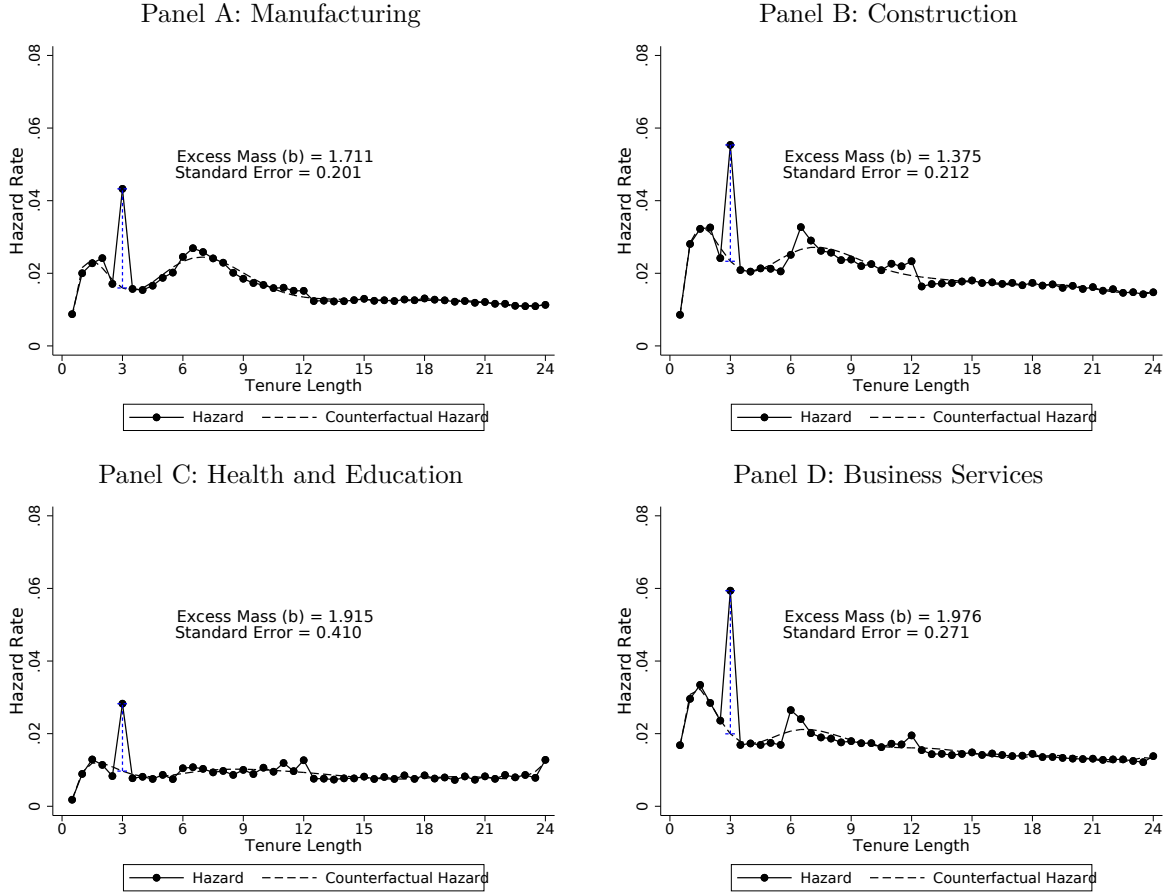 Panel A: Manufacturing
.08
.06
.04
.02
0
Hazard Rate
Excess Mass (b) = 1.711
Standard Error = 0.201
0 3 6 9 12 15 18 21 24
Tenure Length
Hazard Counterfactual Hazard
Panel B: Construction
.08
.06
.04
.02
0
Hazard Rate
Excess Mass (b) = 1.375
Standard Error = 0.212
0 3 6 9 12 15 18 21 24
Tenure Length
Hazard Counterfactual Hazard
Panel C: Health and Education
.08
.06
.04
.02
0
Hazard Rate
Excess Mass (b) = 1.915
Standard Error = 0.410
0 3 6 9 12 15 18 21 24
Tenure Length
Hazard Counterfactual Hazard
Panel D: Business Services
.08
.06
.04
.02
0
Hazard Rate
Excess Mass (b) = 1.976
Standard Error = 0.271
0 3 6 9 12 15 18 21 24
Tenure Length
Hazard Counterfactual Hazard